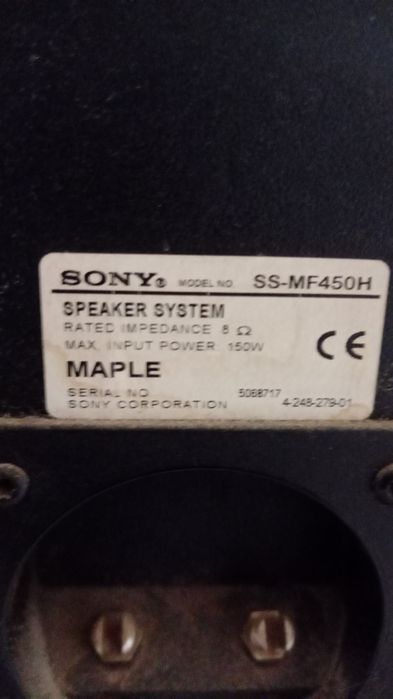 SONY® MODEL NO. SS-MF450H
SPEAKER SYSTEM
RATED IMPEDANCE 8 Ω
MAX. INPUT POWER 150W
CE
MAPLE
SERIAL NO. 5068717
SONY CORPORATION 4-248-279-01